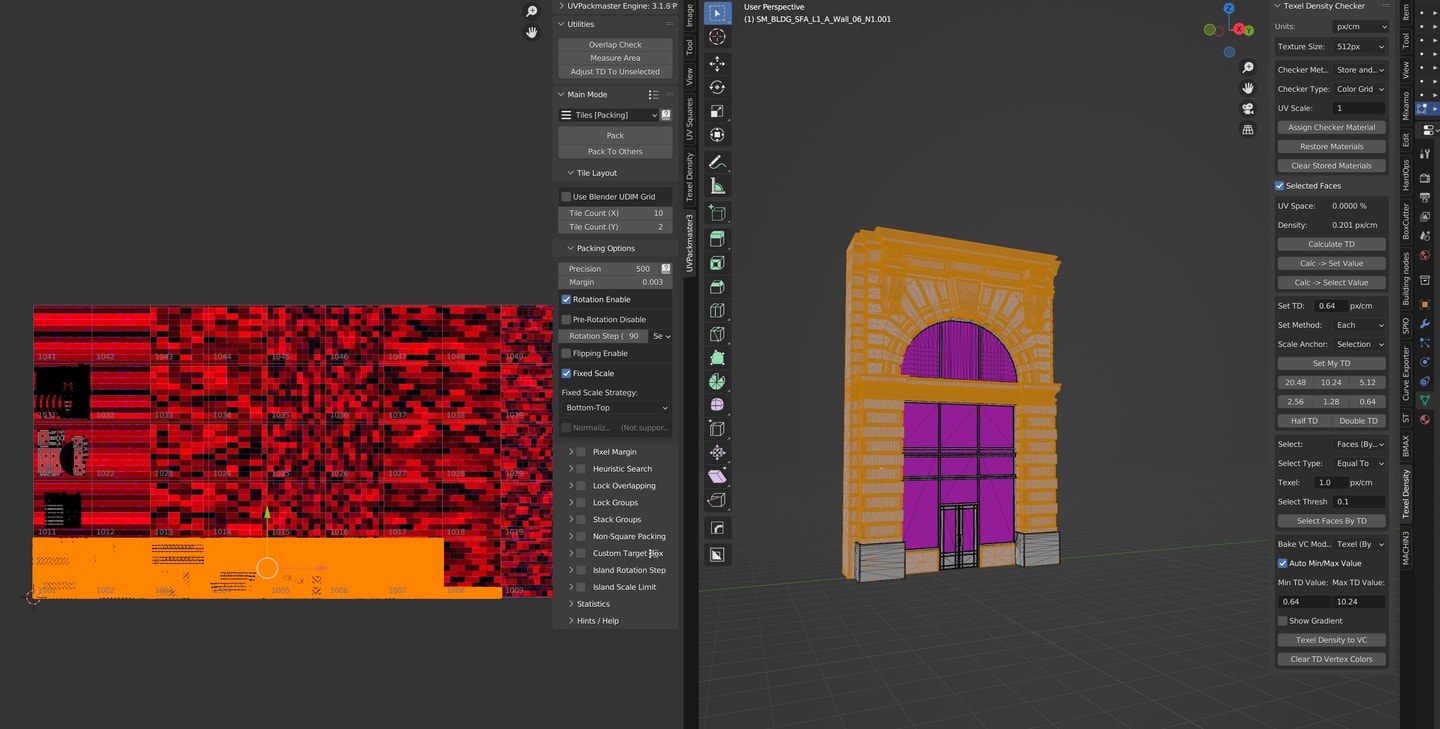 UVPackmaster Engine: 3.1.6 P
Utilities
Overlap Check
Measure Area
Adjust TD To Unselected
Main Mode
Tiles [Packing]
Pack
Pack To Others
Tile Layout
Use Blender UDIM Grid
Tile Count (X) 10
Tile Count (Y) 2
Packing Options
Precision 500
Margin 0.003
Rotation Enable
Pre-Rotation Disable
Rotation Step ( 90 Se
Flipping Enable
Fixed Scale
Fixed Scale Strategy:
Bottom-Top
Normaliz... (Not suppor...
Pixel Margin
Heuristic Search
Lock Overlapping
Lock Groups
Stack Groups
Non-Square Packing
Custom Target Box
Island Rotation Step
Island Scale Limit
Statistics
Hints / Help
1041 1042 1043 1044 1045 1046 1047 1048 1049
1031 1032 1033 1034 1035 1036 1037 1038 1039
1021 1022 1023 1024 1025 1026 1027 1028 1029
1011 1012 1013 1014 1015 1016 1017 1018 1019
1001 1002 1003 1004 1005 1006 1007 1008 1009
Image
Tool
View
UV Squares
Texel Density
UVPackmaster3
User Perspective
(1) SM_BLDG_SFA_L1_A_Wall_06_N1.001
Z
X
Y
Texel Density Checker
Units: px/cm
Texture Size: 512px
Checker Met... Store and...
Checker Type: Color Grid
UV Scale: 1
Assign Checker Material
Restore Materials
Clear Stored Materials
Selected Faces
UV Space: 0.0000 %
Density: 0.201 px/cm
Calculate TD
Calc -> Set Value
Calc -> Select Value
Set TD: 0.64 px/cm
Set Method: Each
Scale Anchor: Selection
Set My TD
20.48 10.24 5.12
2.56 1.28 0.64
Half TD Double TD
Select: Faces (By...
Select Type: Equal To
Texel: 1.0 px/cm
Select Thresh 0.1
Select Faces By TD
Bake VC Mod... Texel (By
Auto Min/Max Value
Min TD Value: Max TD Value:
0.64 10.24
Show Gradient
Texel Density to VC
Clear TD Vertex Colors
Item
Tool
View
Mixamo
Edit
HardOps
BoxCutter
Building nodes
SPIO
Curve Exporter
ST
BMAX
Texel Density
MACHIN3